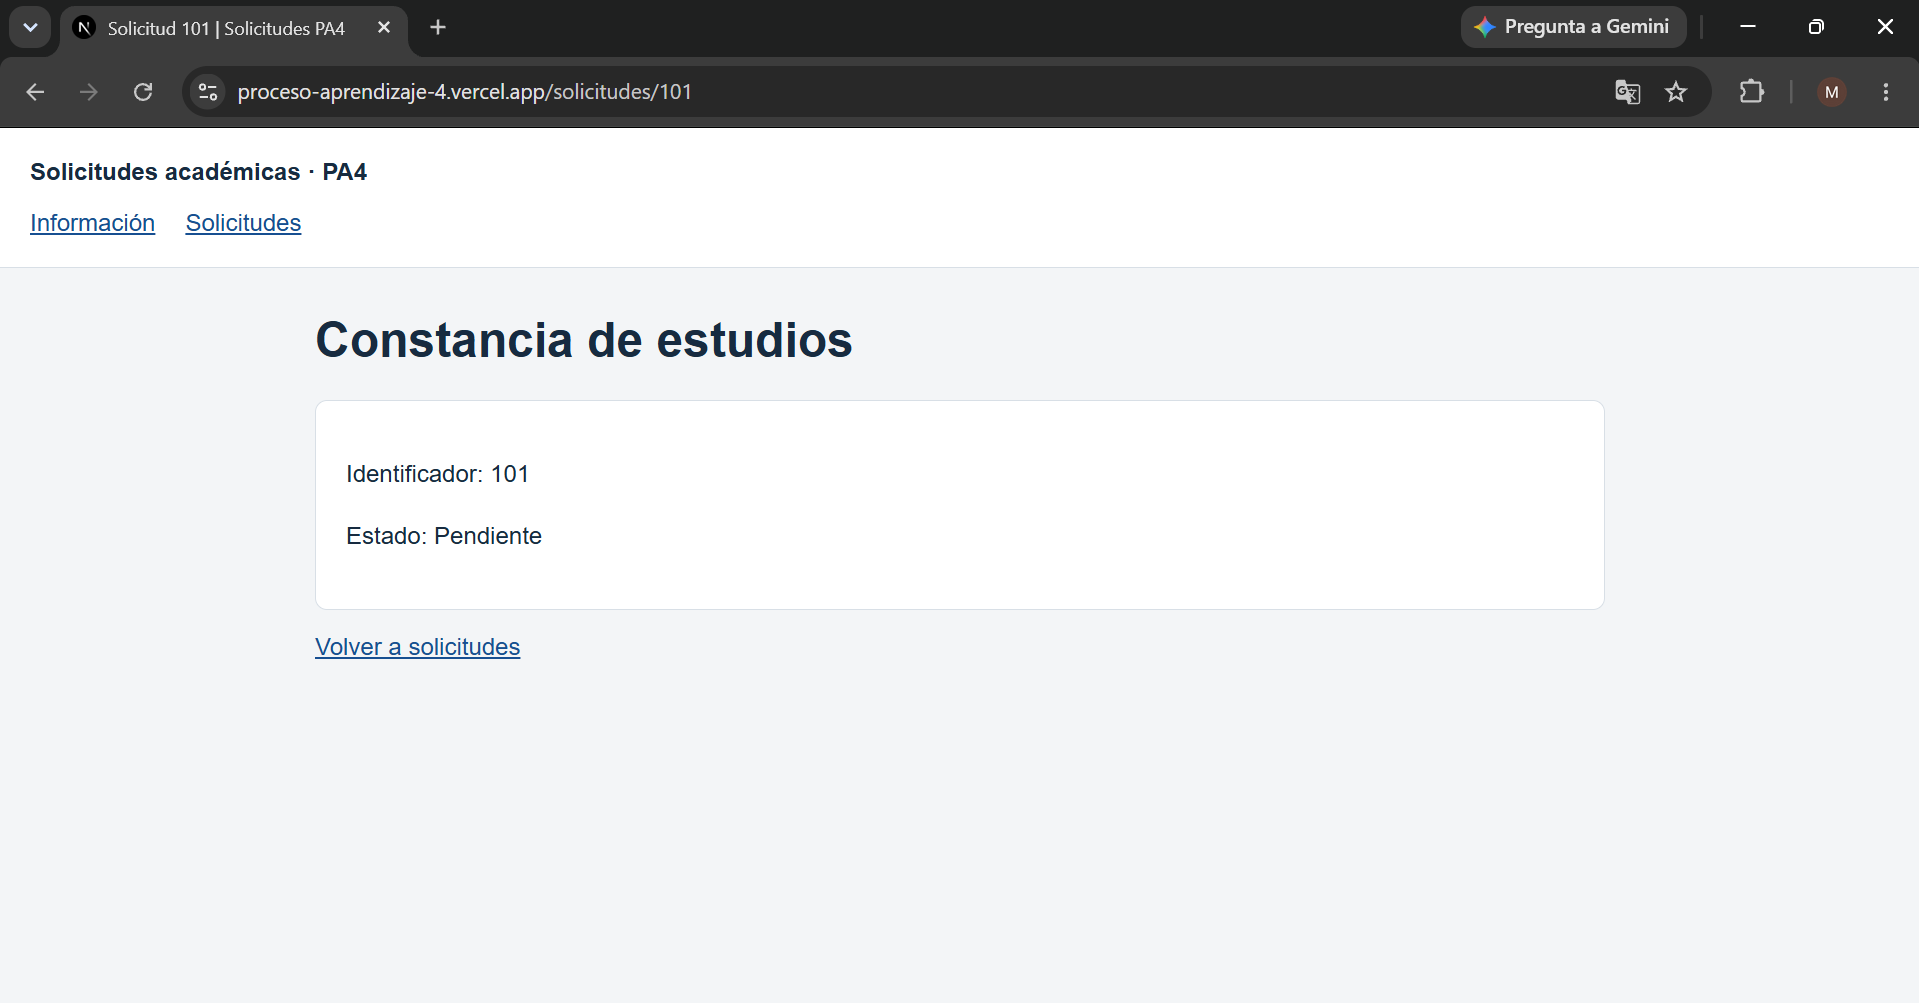 Solicitud 101 | Solicitudes PA4
Pregunta a Gemini
proceso-aprendizaje-4.vercel.app/solicitudes/101
M
Solicitudes académicas · PA4
Información Solicitudes
Constancia de estudios
Identificador: 101
Estado: Pendiente
Volver a solicitudes